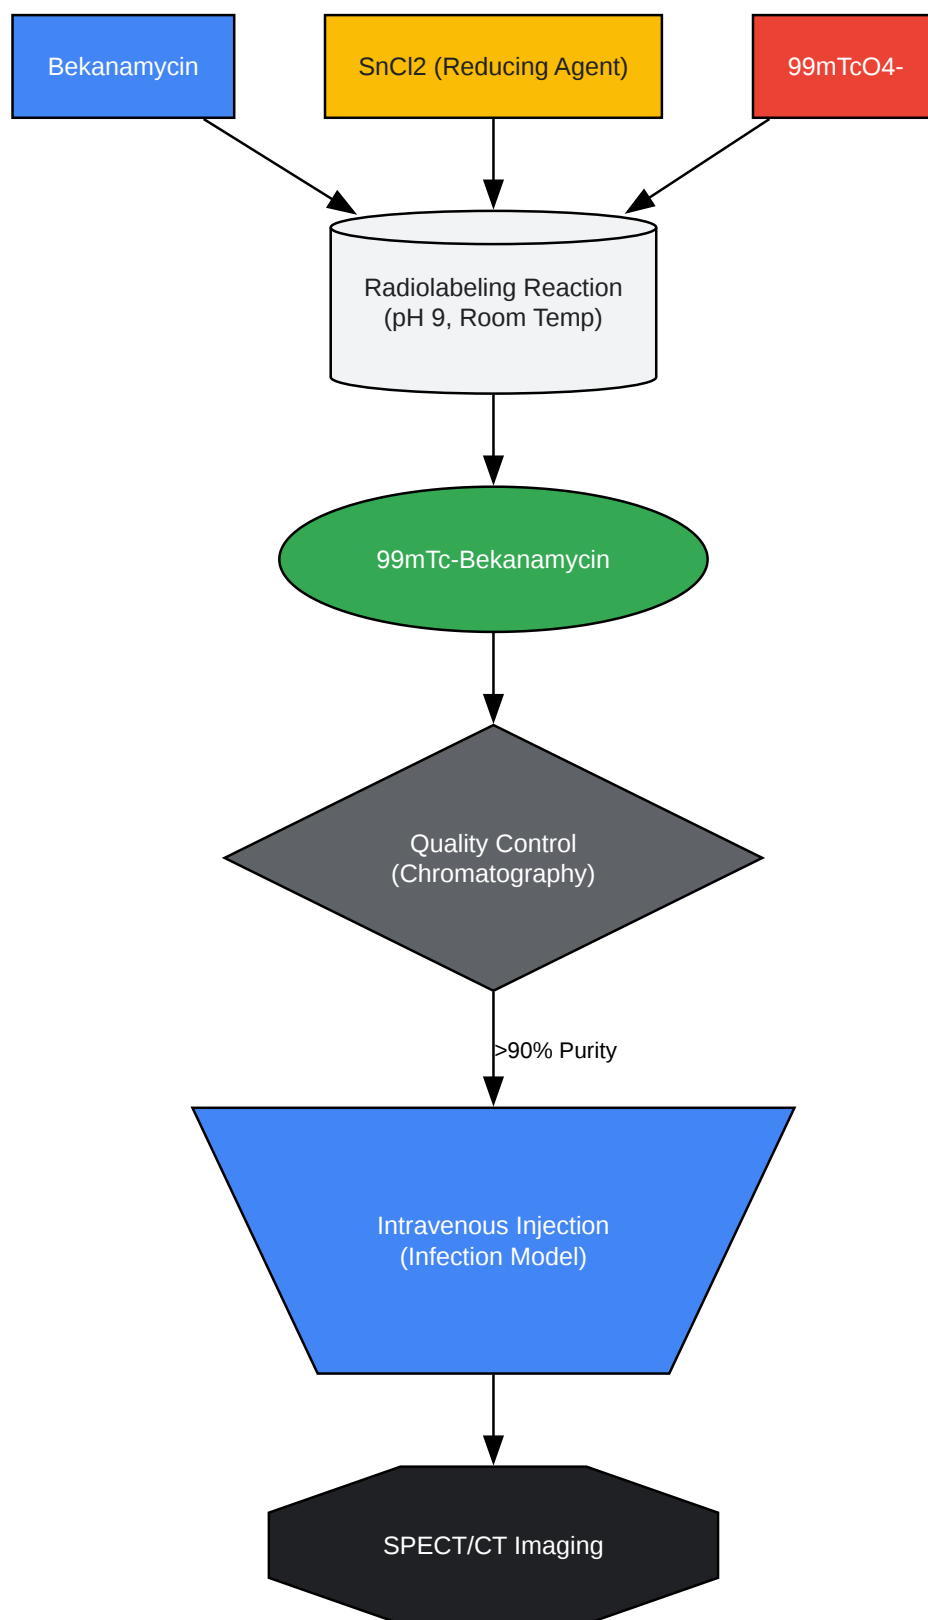 Bekanamycin
SnCl2 (Reducing Agent)
99mTcO4-
Radiolabeling Reaction
(pH 9, Room Temp)
99mTc-Bekanamycin
Quality Control
(Chromatography)
>90% Purity
Intravenous Injection
(Infection Model)
SPECT/CT Imaging